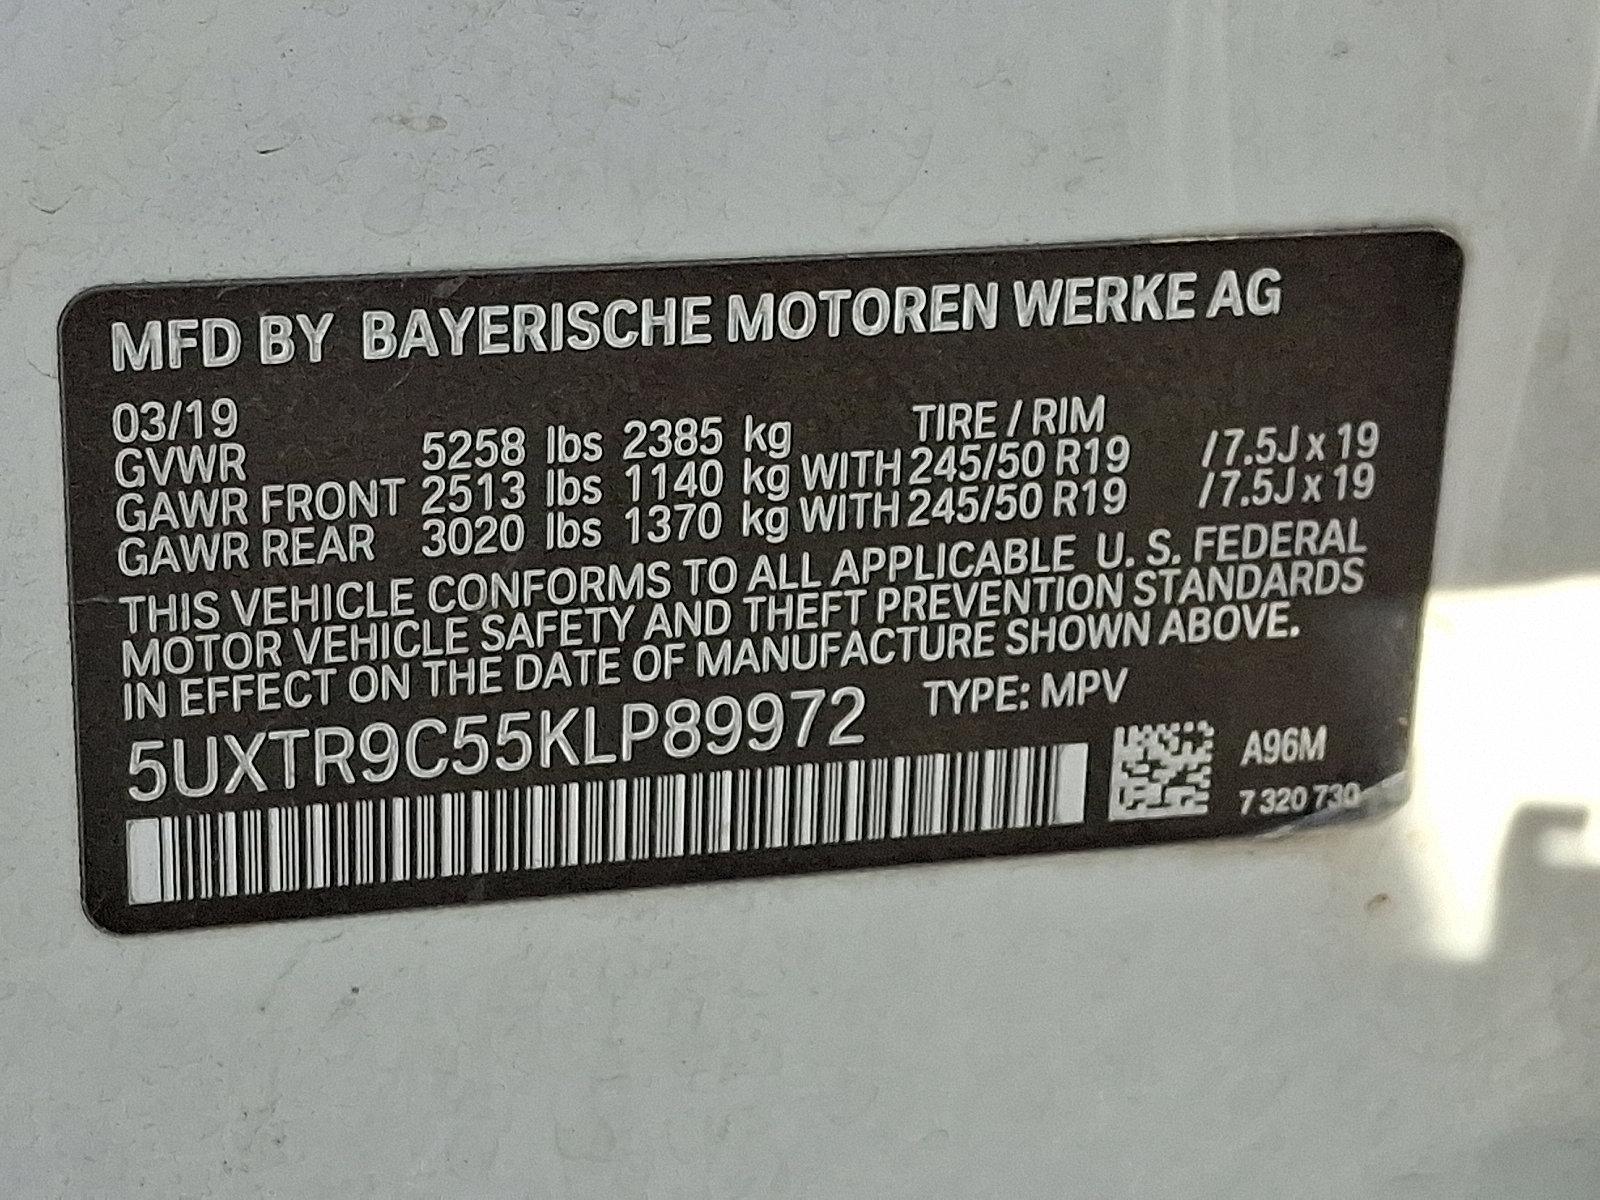 MFD BY BAYERISCHE MOTOREN WERKE AG
03/19 TIRE / RIM
GVWR 5258 lbs 2385 kg
GAWR FRONT 2513 lbs 1140 kg WITH 245/50 R19 /7.5J x 19
GAWR REAR 3020 lbs 1370 kg WITH 245/50 R19 /7.5J x 19
THIS VEHICLE CONFORMS TO ALL APPLICABLE U. S. FEDERAL
MOTOR VEHICLE SAFETY AND THEFT PREVENTION STANDARDS
IN EFFECT ON THE DATE OF MANUFACTURE SHOWN ABOVE.
5UXTR9C55KLP89972 TYPE: MPV
A96M
7 320 730